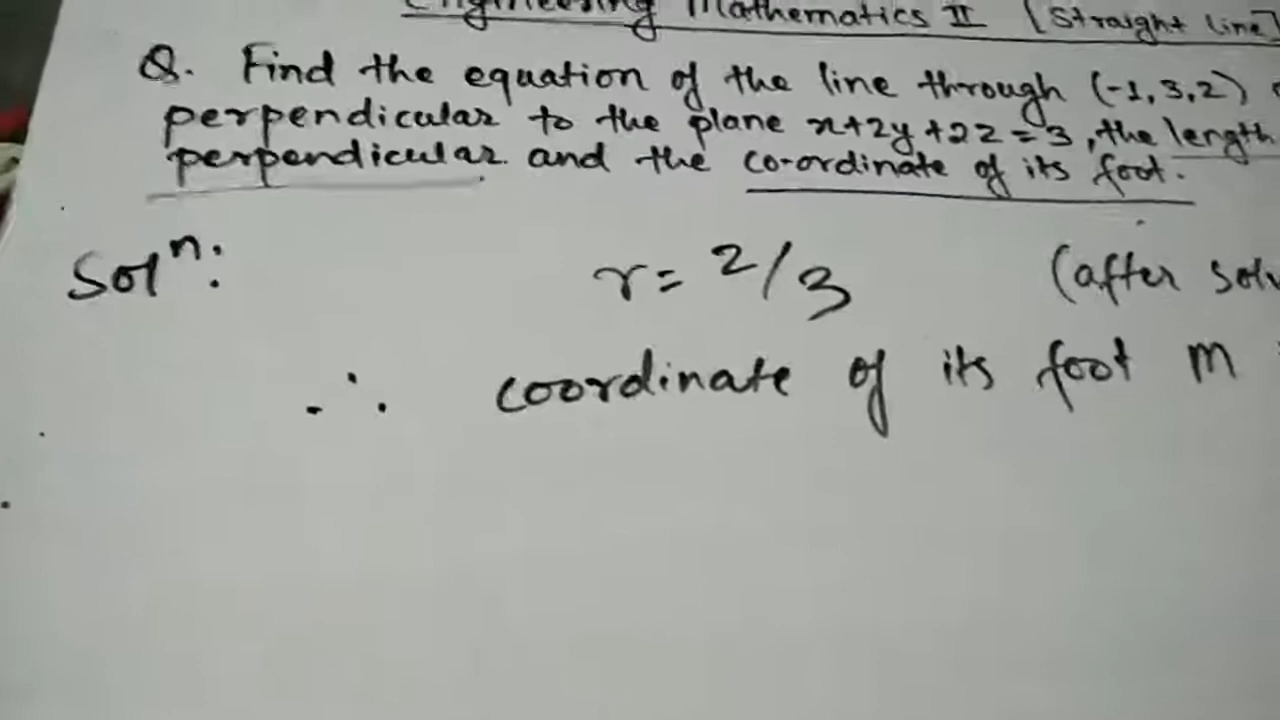 Engineering Mathematics II [Straight line]
Q. Find the equation of the line through (-1,3,2)
perpendicular to the plane x+2y+2z=3, the length
perpendicular and the co-ordinate of its foot.
Solⁿ: r= 2/3 (after
∴ coordinate of its foot M